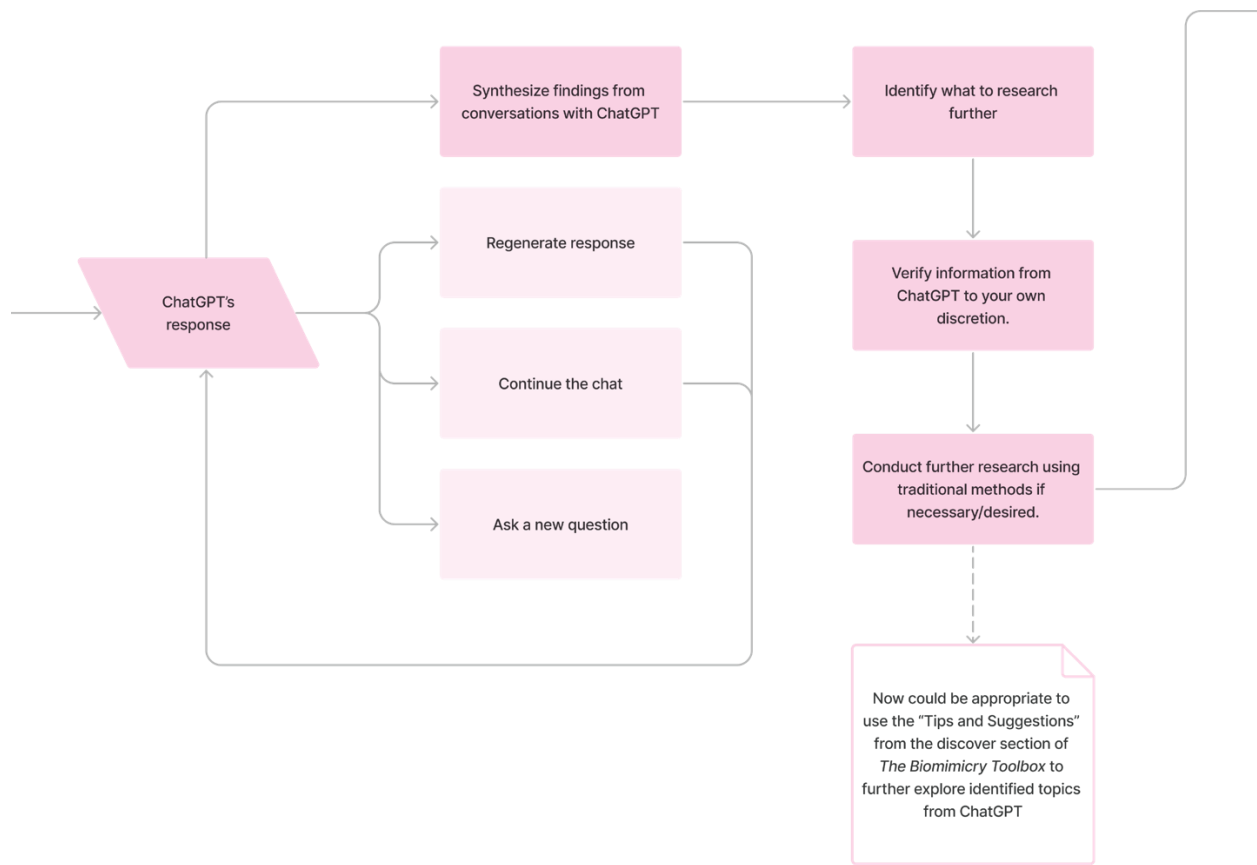 Synthesize findings from
conversations with ChatGPT
Identify what to research
further
Regenerate response
ChatGPT's
response
Verify information from
ChatGPT to your own
discretion.
Continue the chat
Conduct further research using
traditional methods if
necessary/desired.
Ask a new question
Now could be appropriate to
use the “Tips and Suggestions”
from the discover section of
The Biomimicry Toolbox to
further explore identified topics
from ChatGPT